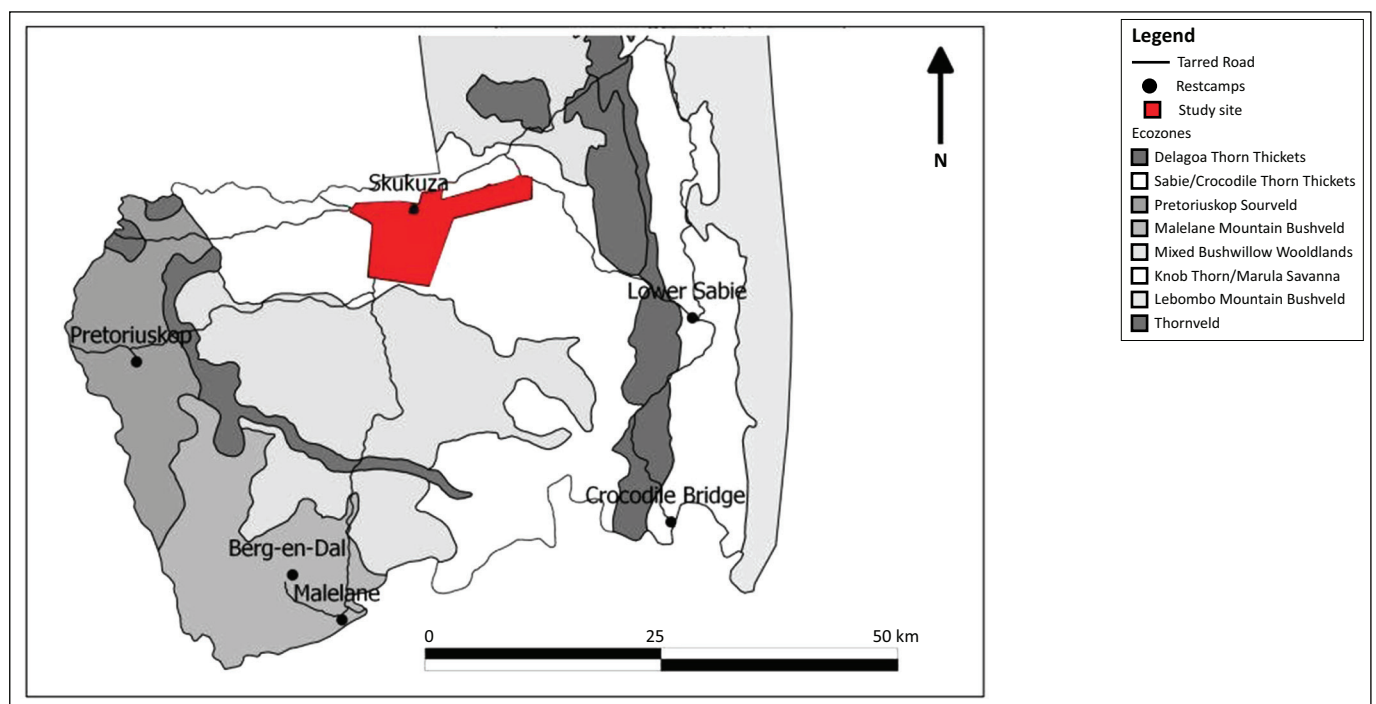 Skukuza
Pretoriuskop
Lower Sabie
Crocodile Bridge
Berg-en-Dal
Malelane
N
0 25 50 km
Legend
Tarred Road
Restcamps
Study site
Ecozones
Delagoa Thorn Thickets
Sabie/Crocodile Thorn Thickets
Pretoriuskop Sourveld
Malelane Mountain Bushveld
Mixed Bushwillow Wooldlands
Knob Thorn/Marula Savanna
Lebombo Mountain Bushveld
Thornveld